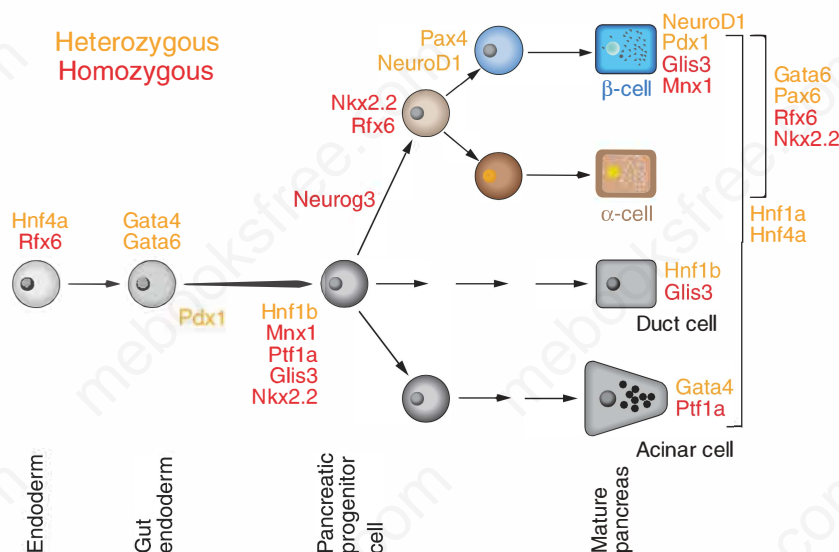 Heterozygous
Homozygous
Pax4
NeuroD1
NeuroD1
Pdx1
Glis3
Mnx1
β-cell
Gata6
Pax6
Rfx6
Nkx2.2
Nkx2.2
Rfx6
α-cell
Neurog3
Hnf1a
Hnf4a
Hnf4a
Rfx6
Gata4
Gata6
Pdx1
Hnf1b
Mnx1
Ptf1a
Glis3
Nkx2.2
Hnf1b
Glis3
Duct cell
Gata4
Ptf1a
Acinar cell
Endoderm
Gut
endoderm
Pancreatic
progenitor
cell
Mature
pancreas
mebooksfree.com